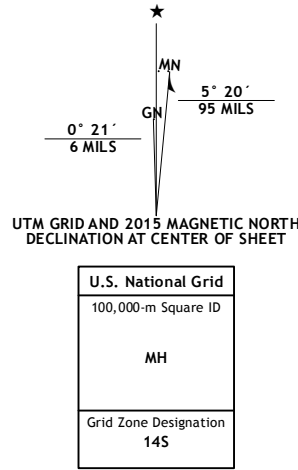 ★
MN
GN
5° 20´
95 MILS
0° 21´
6 MILS
UTM GRID AND 2015 MAGNETIC NORTH
DECLINATION AT CENTER OF SHEET
U.S. National Grid
100,000-m Square ID
MH
Grid Zone Designation
14S